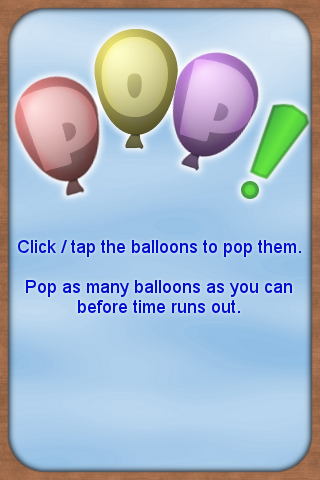 POP!
Click / tap the balloons to pop them.
Pop as many balloons as you can
before time runs out.